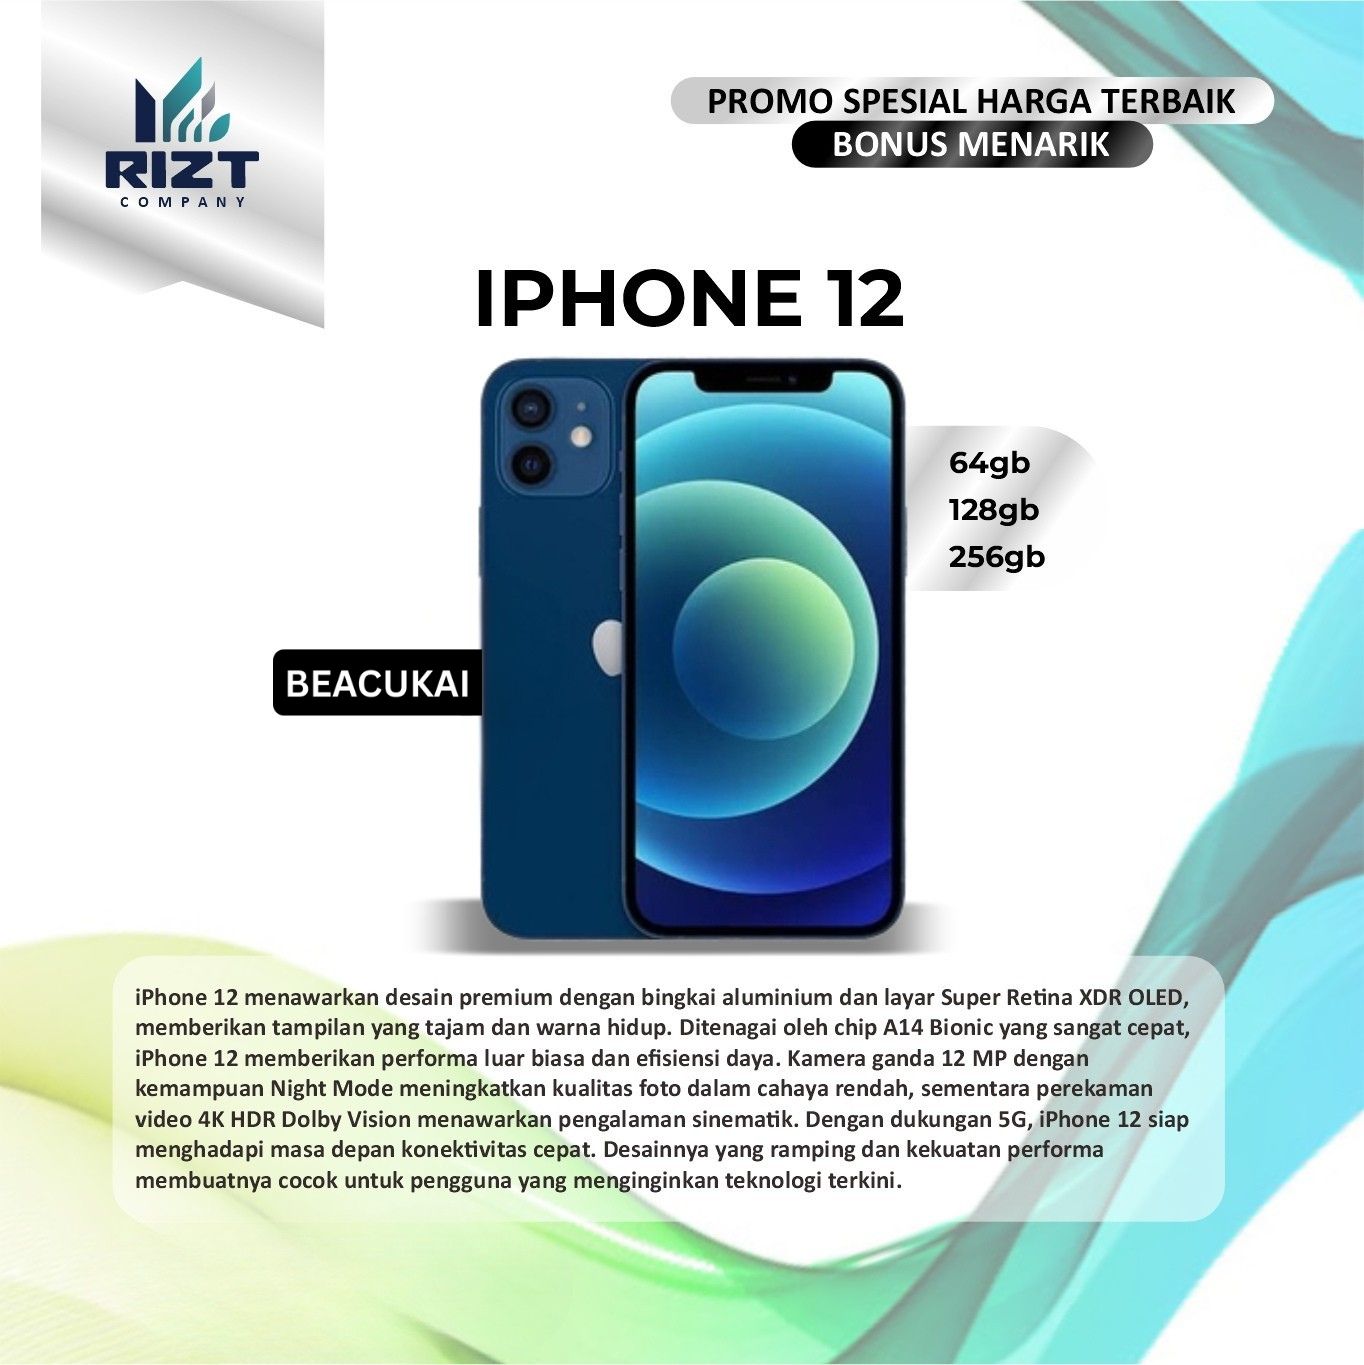 RIZT
COMPANY
PROMO SPESIAL HARGA TERBAIK
BONUS MENARIK
IPHONE 12
64gb
128gb
256gb
BEACUKAI
iPhone 12 menawarkan desain premium dengan bingkai aluminium dan layar Super Retina XDR OLED,
memberikan tampilan yang tajam dan warna hidup. Ditenagai oleh chip A14 Bionic yang sangat cepat,
iPhone 12 memberikan performa luar biasa dan efisiensi daya. Kamera ganda 12 MP dengan
kemampuan Night Mode meningkatkan kualitas foto dalam cahaya rendah, sementara perekaman
video 4K HDR Dolby Vision menawarkan pengalaman sinematik. Dengan dukungan 5G, iPhone 12 siap
menghadapi masa depan konektivitas cepat. Desainnya yang ramping dan kekuatan performa
membuatnya cocok untuk pengguna yang menginginkan teknologi terkini.